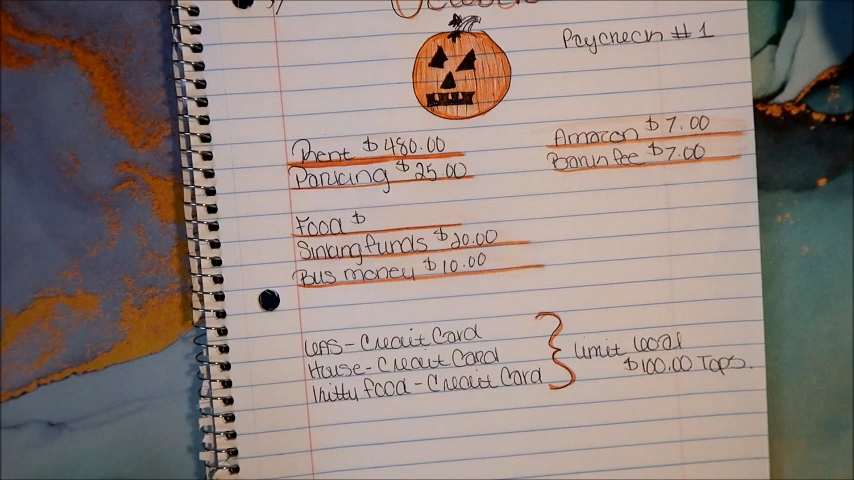 October
Paycheck #1
Rent $480.00
Parking $25.00
Amazon $7.00
Bank fee $7.00
Food $
Sinking funds $20.00
Bus money $10.00
Gas - Credit Card
House - Credit Card
Kitty Food - Credit Card
limit
$100.00 Tops.